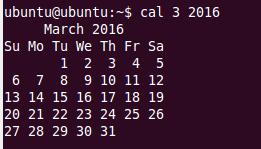 ubuntu@ubuntu:~$ cal 3 2016
     March 2016
Su Mo Tu We Th Fr Sa
       1  2  3  4  5
 6  7  8  9 10 11 12
13 14 15 16 17 18 19
20 21 22 23 24 25 26
27 28 29 30 31